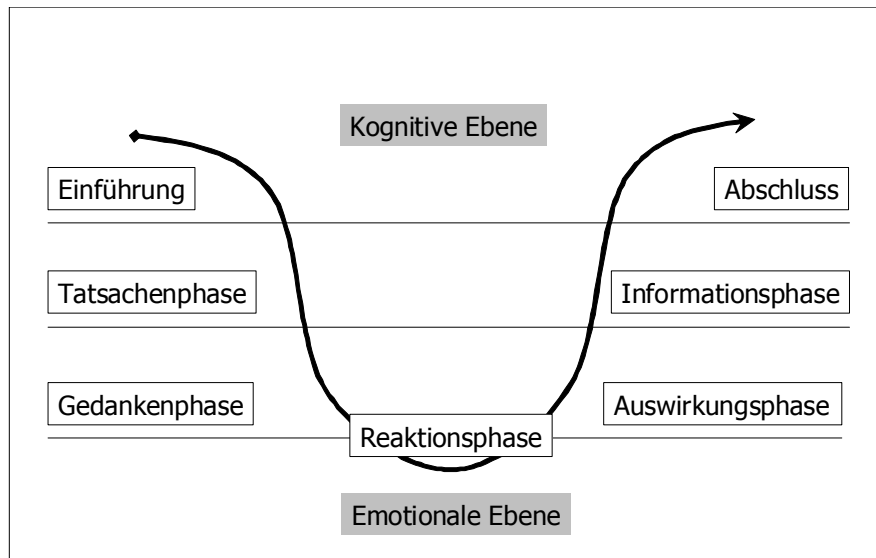 Kognitive Ebene
Einführung
Abschluss
Tatsachenphase
Informationsphase
Gedankenphase
Auswirkungsphase
Reaktionsphase
Emotionale Ebene